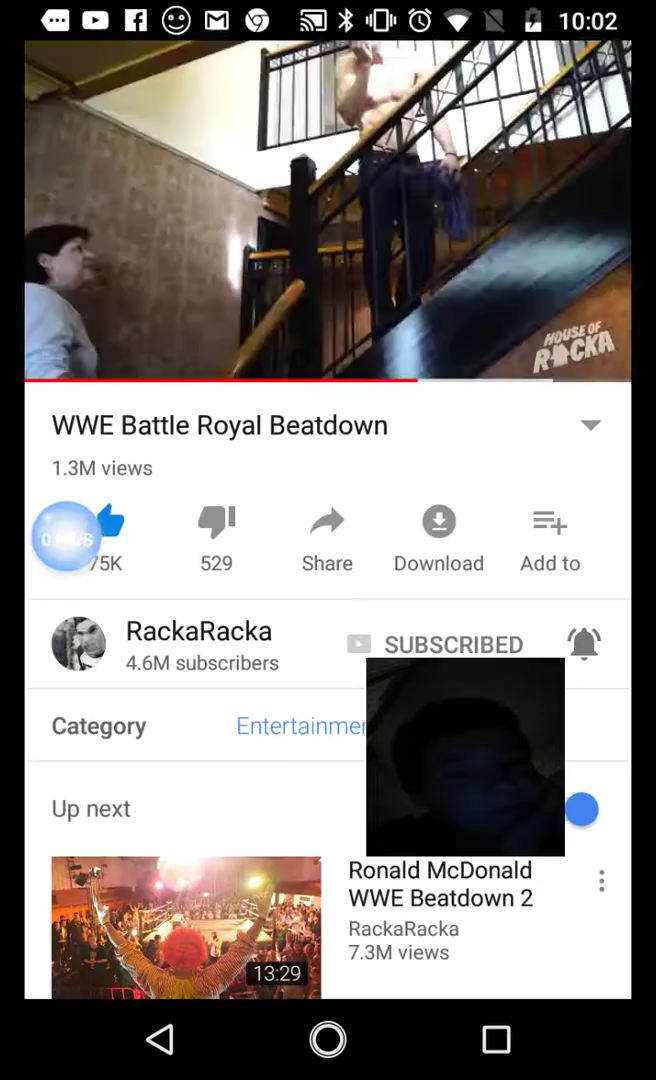 10:02
HOUSE OF
RACKA
WWE Battle Royal Beatdown
1.3M views
75K
529
Share
Download
Add to
RackaRacka
4.6M subscribers
SUBSCRIBED
Category
Entertainmen
Up next
13:29
Ronald McDonald
WWE Beatdown 2
RackaRacka
7.3M views